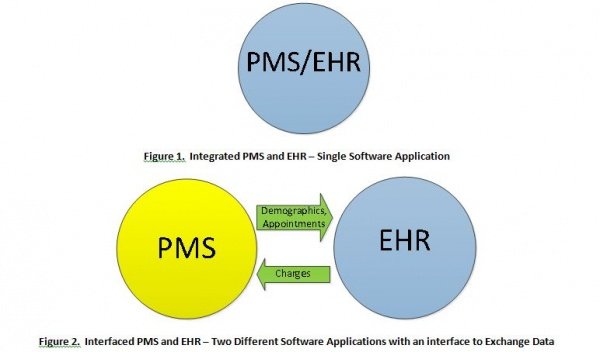 PMS/EHR
Figure 1.  Integrated PMS and EHR – Single Software Application
Demographics,
Appointments
PMS
EHR
Charges
Figure 2.  Interfaced PMS and EHR – Two Different Software Applications with an interface to Exchange Data